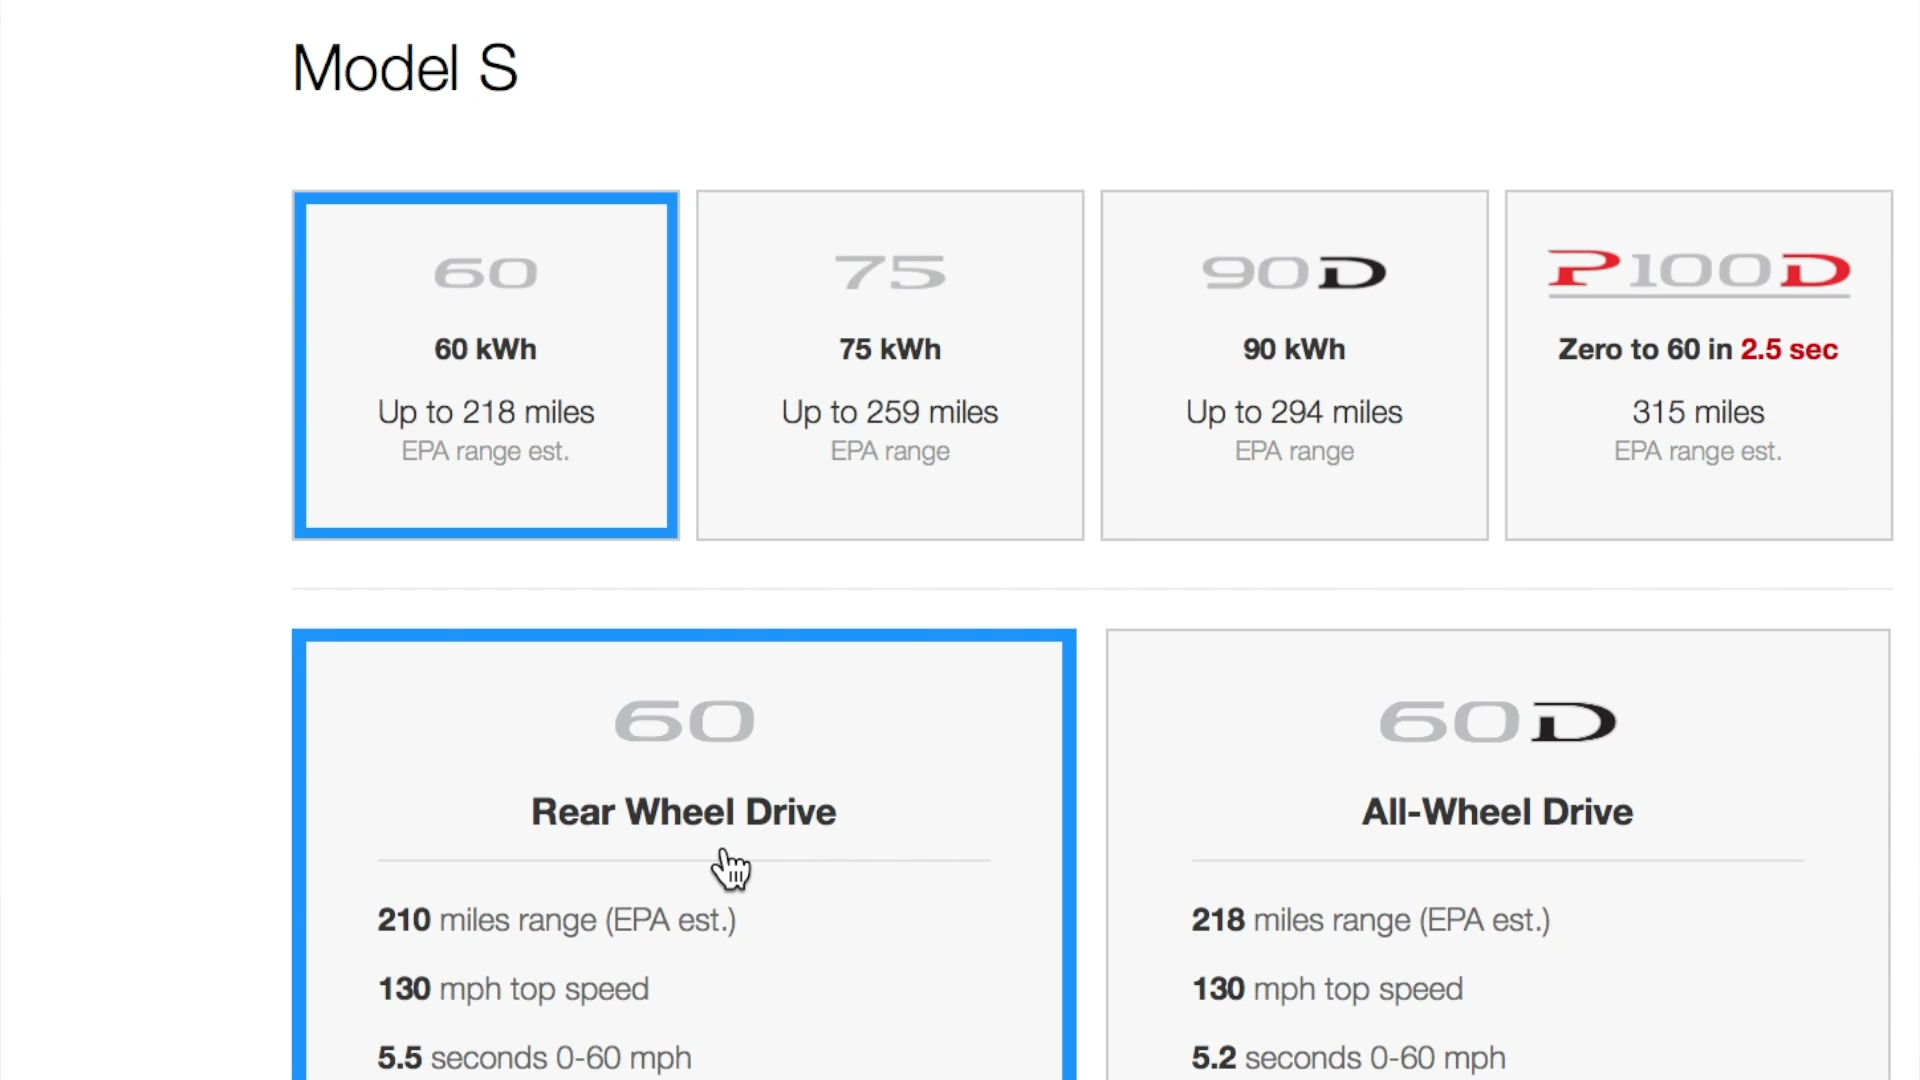 Model S
60
60 kWh
Up to 218 miles
EPA range est.
75
75 kWh
Up to 259 miles
EPA range
90D
90 kWh
Up to 294 miles
EPA range
P100D
Zero to 60 in 2.5 sec
315 miles
EPA range est.
60
Rear Wheel Drive
210 miles range (EPA est.)
130 mph top speed
5.5 seconds 0-60 mph
60D
All-Wheel Drive
218 miles range (EPA est.)
130 mph top speed
5.2 seconds 0-60 mph